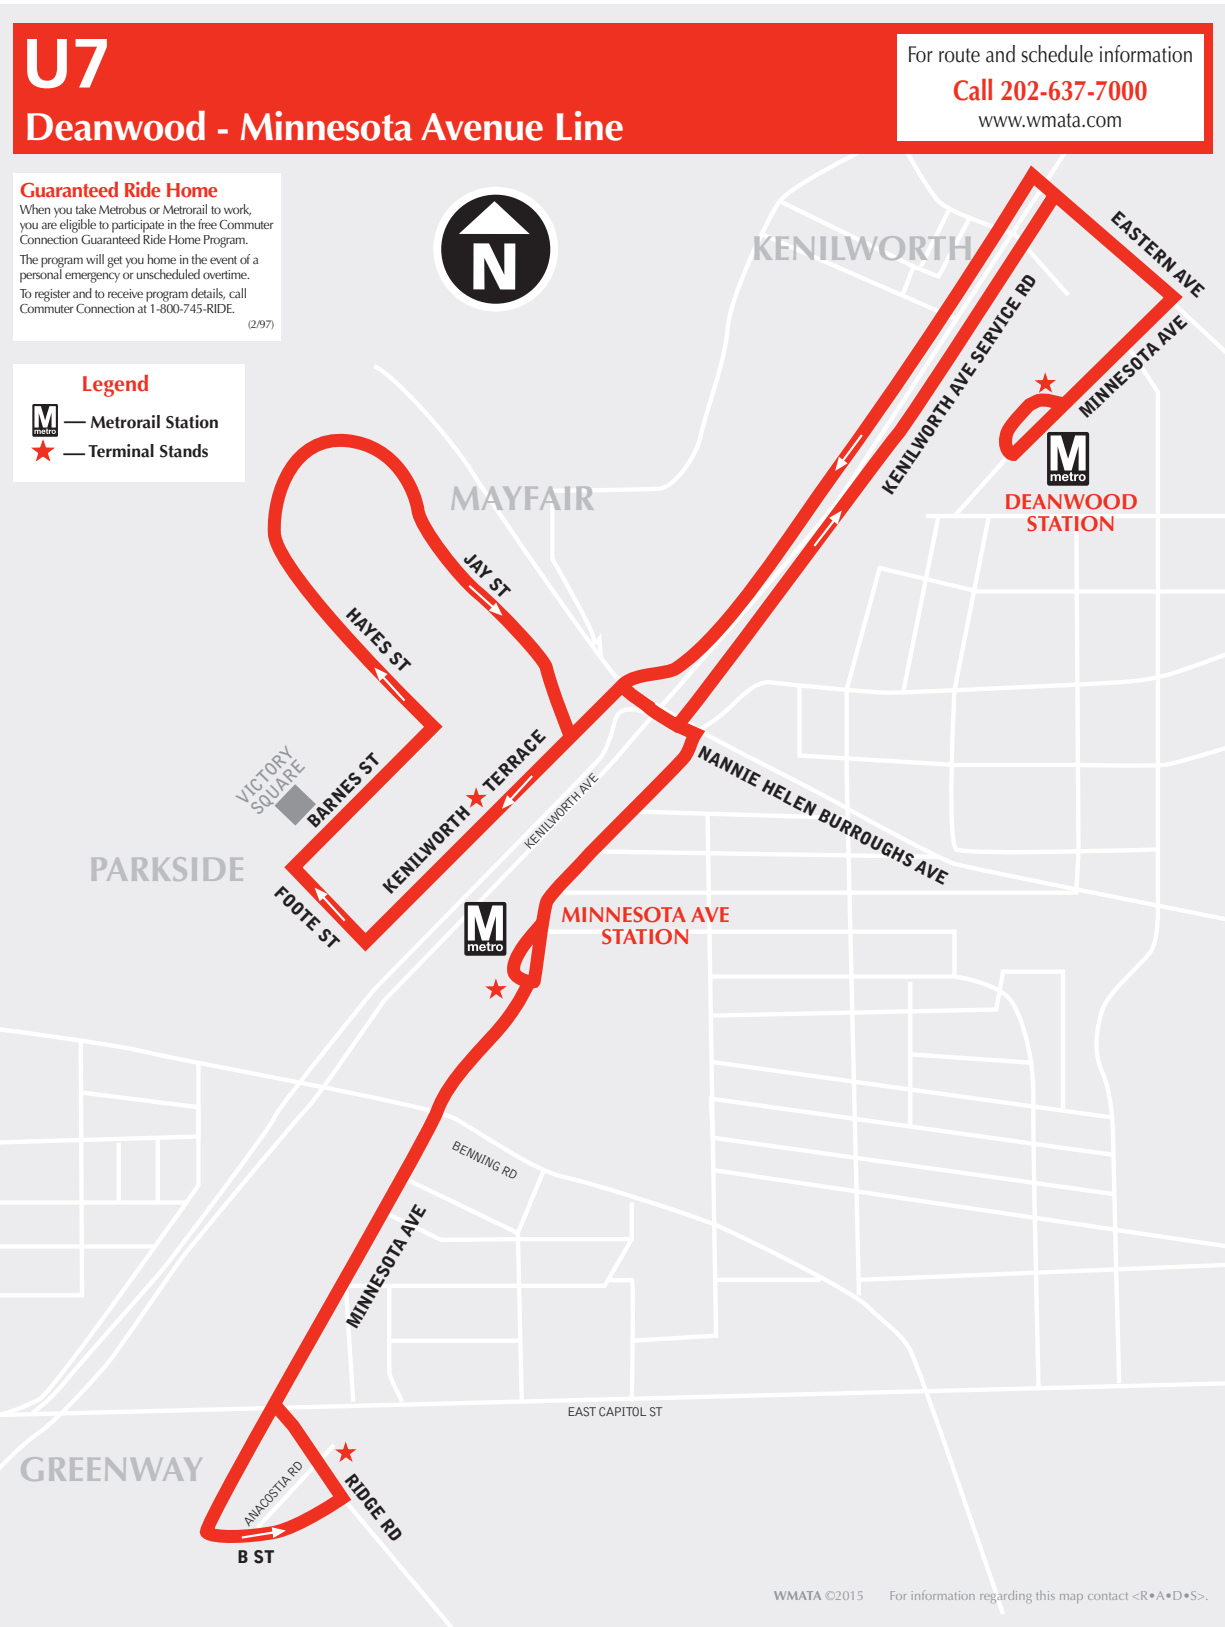 U7
Deanwood - Minnesota Avenue Line
For route and schedule information
Call 202-637-7000
www.wmata.com
Guaranteed Ride Home
When you take Metrobus or Metrorail to work,
you are eligible to participate in the free Commuter
Connection Guaranteed Ride Home Program.
The program will get you home in the event of a
personal emergency or unscheduled overtime.
To register and to receive program details, call
Commuter Connection at 1-800-745-RIDE.
(2/97)
N
Legend
M
metro
Metrorail Station
Terminal Stands
KENILWORTH
EASTERN AVE
KENILWORTH AVE SERVICE RD
MINNESOTA AVE
M
metro
DEANWOOD
STATION
MAYFAIR
JAY ST
HAYES ST
VICTORY
SQUARE
BARNES ST
KENILWORTH TERRACE
KENILWORTH AVE
NANNIE HELEN BURROUGHS AVE
PARKSIDE
FOOTE ST
M
metro
MINNESOTA AVE
STATION
BENNING RD
MINNESOTA AVE
EAST CAPITOL ST
GREENWAY
ANACOSTIA RD
RIDGE RD
B ST
WMATA ©2015 For information regarding this map contact <R•A•D•S>.